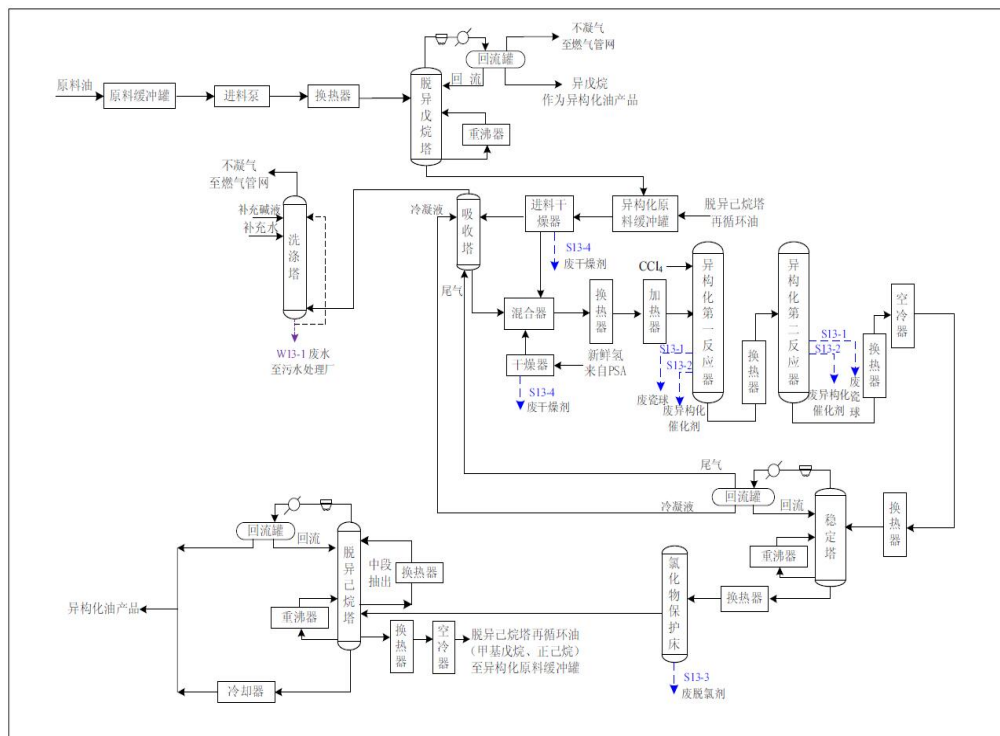 不凝气
至燃气管网
回流罐
回 流
异戊烷
作为异构化油产品
原料油
原料缓冲罐
进料泵
换热器
脱异戊烷塔
重沸器
不凝气
至燃气管网
补充碱液
补充水
洗涤塔
W13-1 废水
至污水处理厂
冷凝液
吸收塔
尾气
进料干
燥器
S13-4
废干燥剂
异构化原
料缓冲罐
脱异己烷塔
再循环油
CCl₄
混合器
换热器
加热器
异构化第一反应器
S13-1
S13-2
废瓷球
废异构化
催化剂
干燥器
新鲜氢
来自PSA
S13-4
废干燥剂
换热器
异构化第二反应器
S13-1
S13-2
废异构化
催化剂
废瓷球
换热器
空冷器
尾气
回流罐
冷凝液
回流
稳定塔
换热器
重沸器
换热器
氯化物保护床
S13-3
废脱氯剂
回流罐
回流
脱异己烷塔
中段
抽出
换热器
异构化油产品
重沸器
换热器
空冷器
脱异己烷塔再循环油
（甲基戊烷、正己烷）
至异构化原料缓冲罐
冷却器